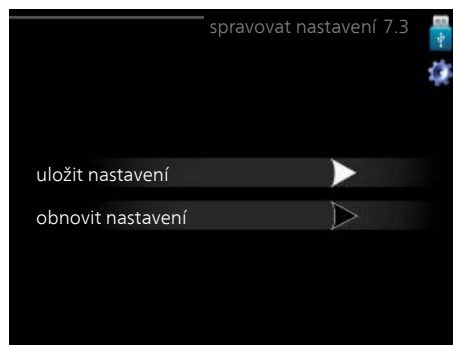 spravovat nastavení 7.3
uložit nastavení
obnovit nastavení